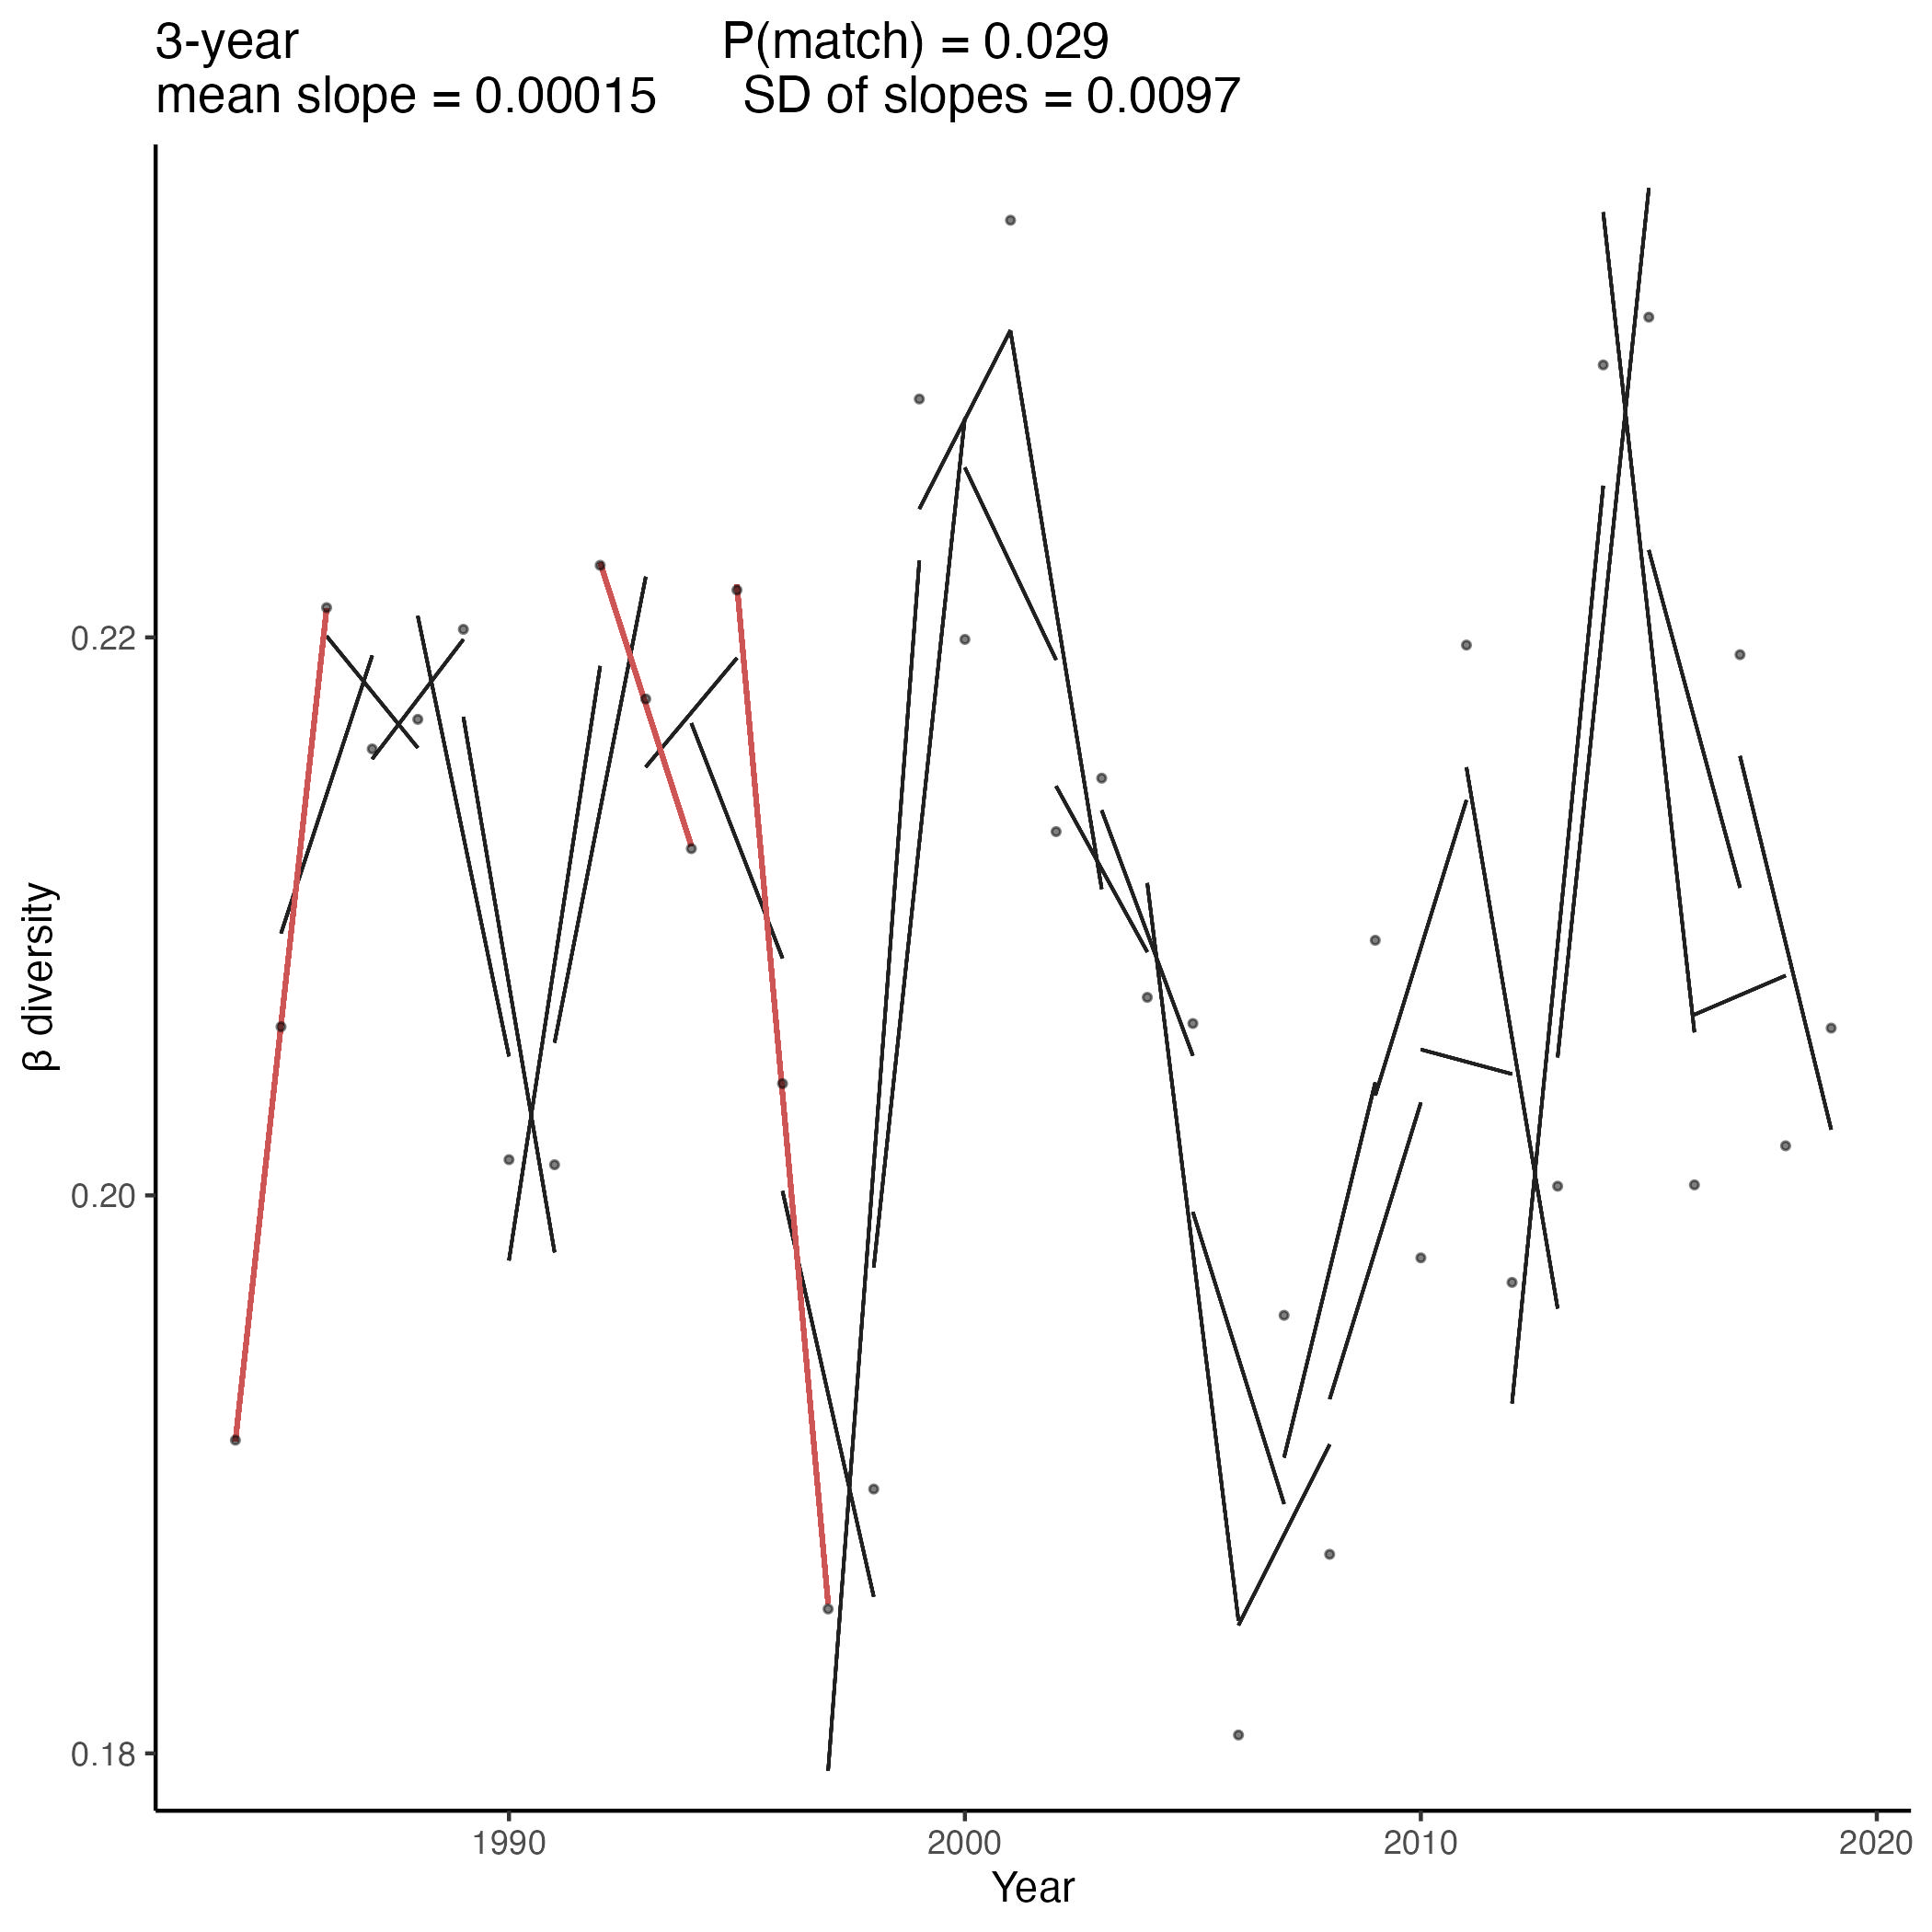 3-year P(match) = 0.029
mean slope = 0.00015 SD of slopes = 0.0097
0.22
0.20
0.18
β diversity
1990 2000 2010 2020
Year